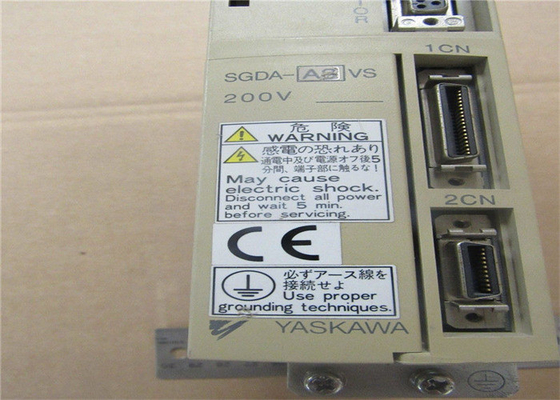 TOR
1CN
SGDA-A3VS
200V
危険
WARNING
感電の恐れあり
通電中及び電源オフ後5
分間、端子部に触るな!
May cause
electric shock.
Disconnect all power
and wait 5 min.
before servicing.
2CN
CE
必ずアース線を
接続せよ
Use proper
grounding techniques.
YASKAWA